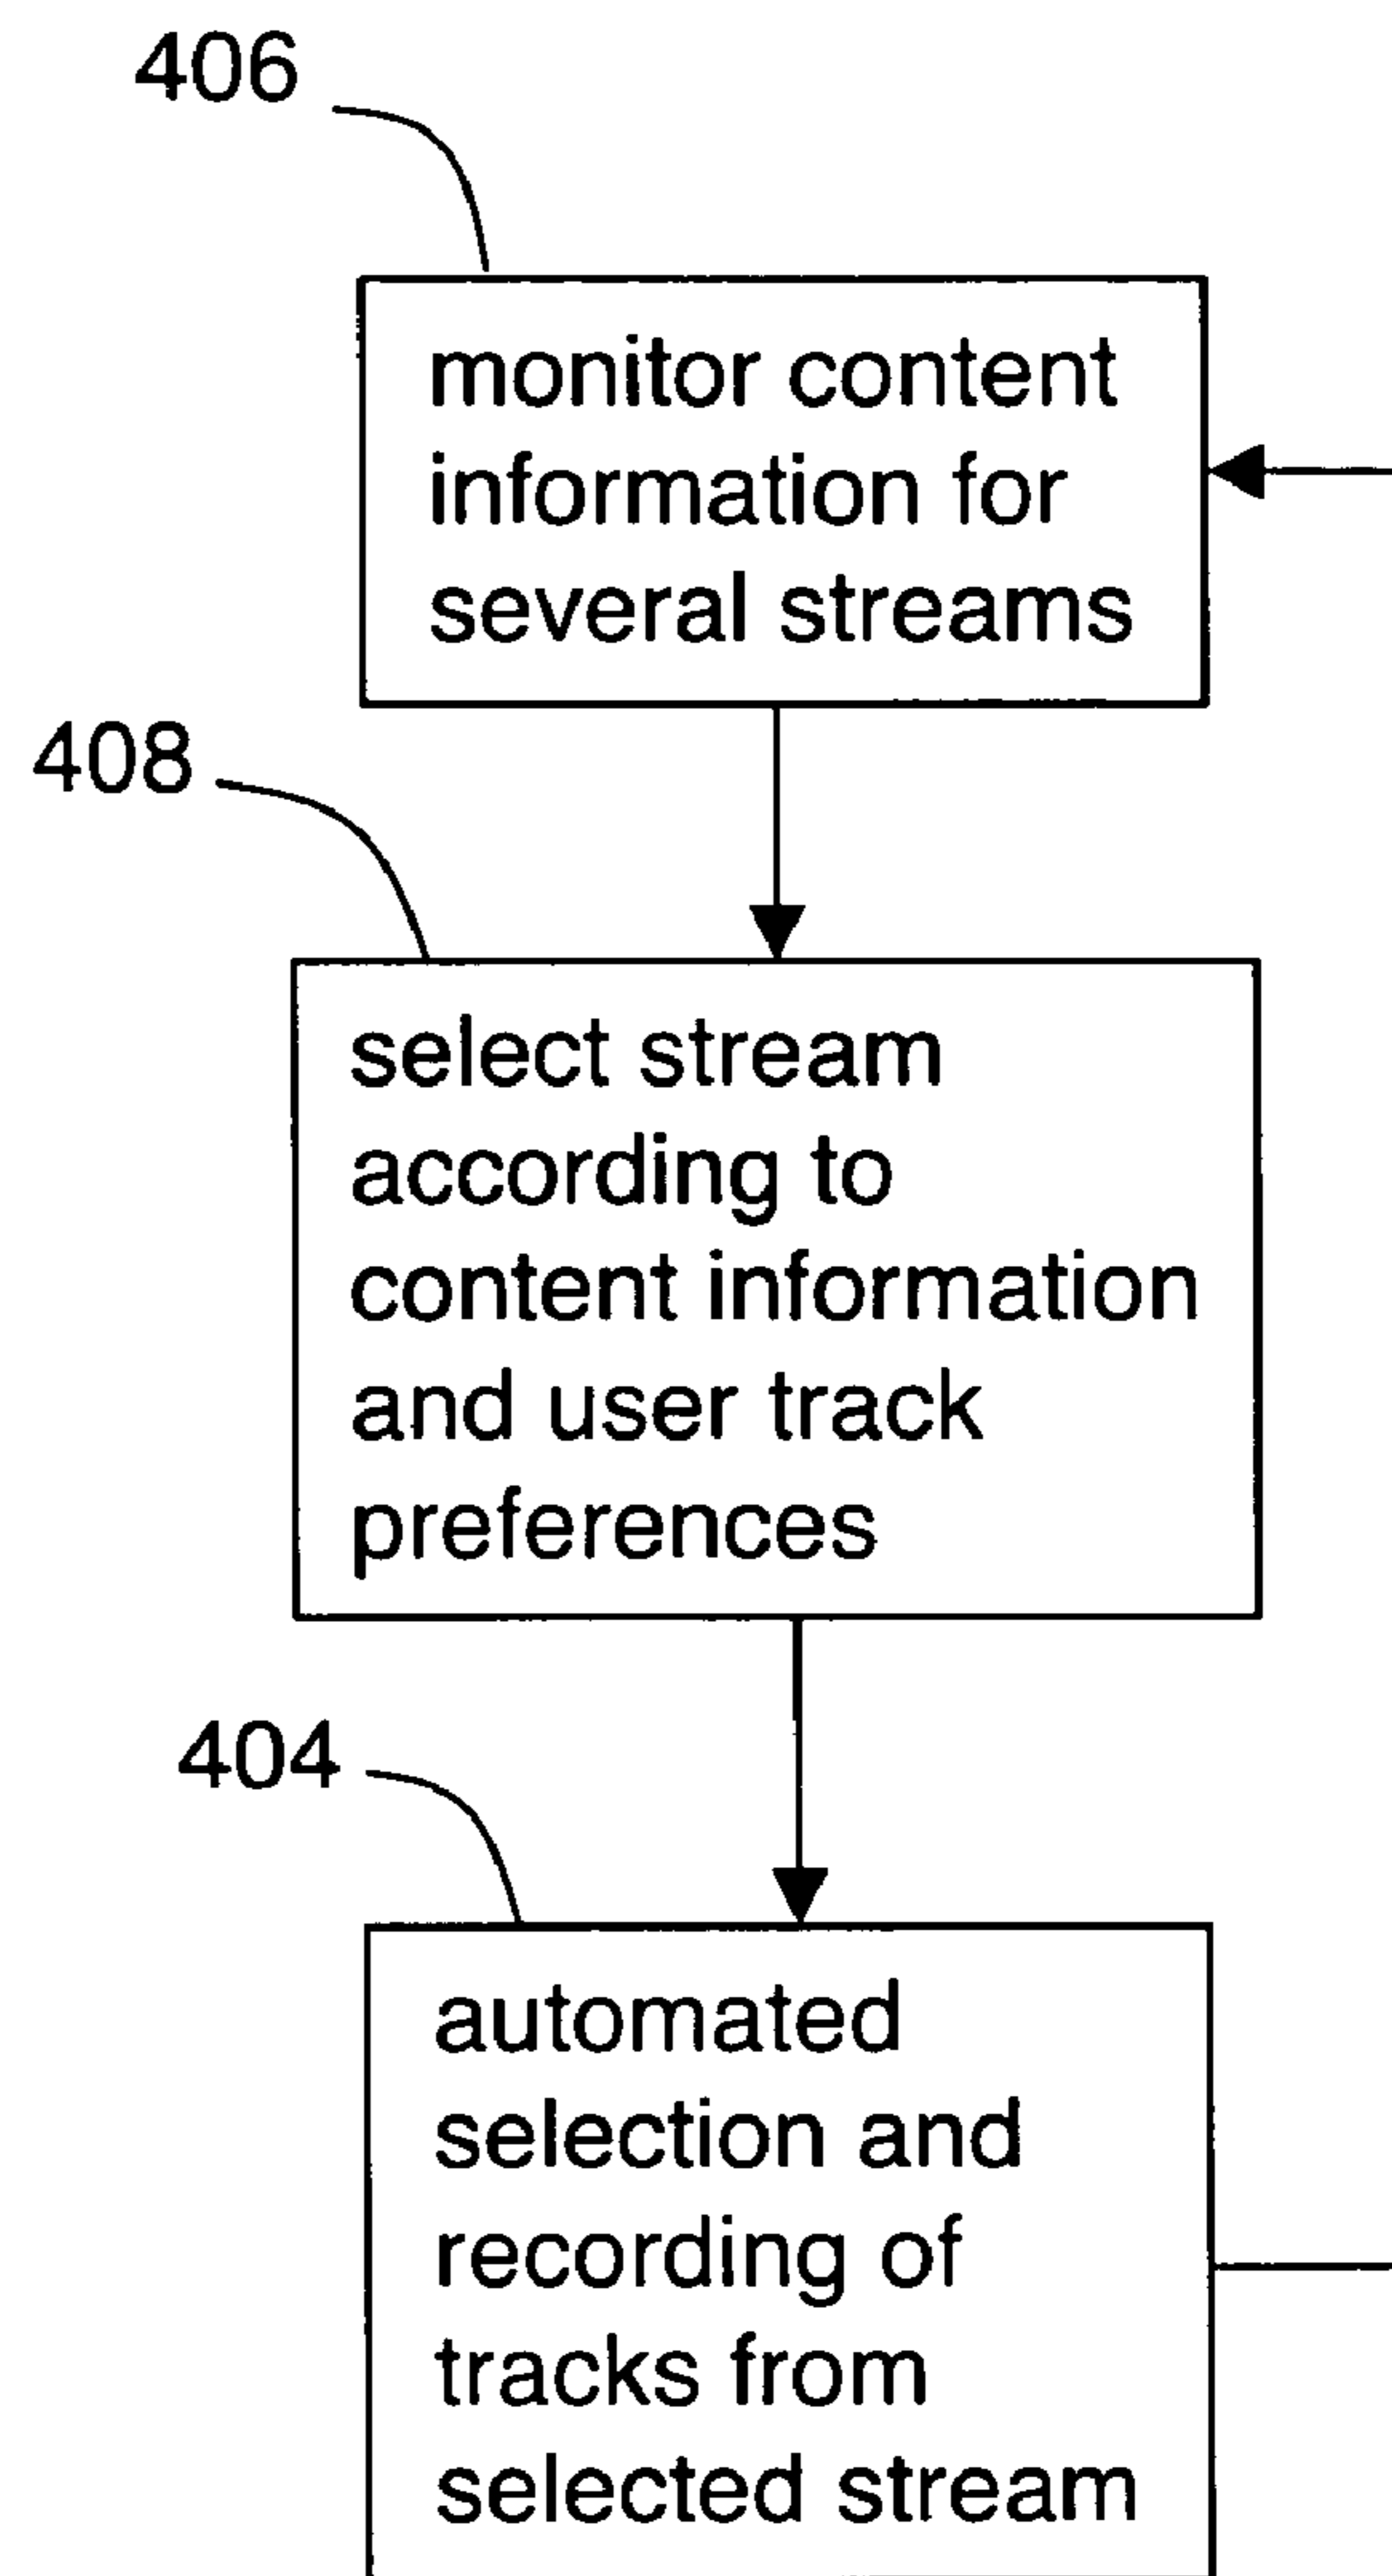 406
monitor content
information for
several streams
408
select stream
according to
content information
and user track
preferences
404
automated
selection and
recording of
tracks from
selected stream